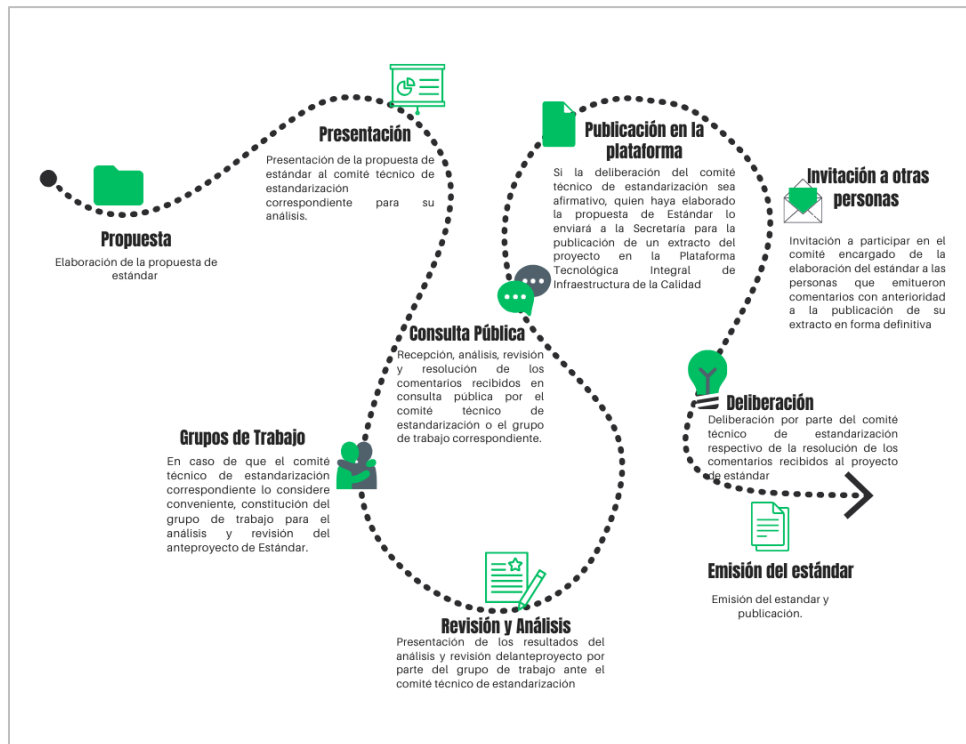 Propuesta
Elaboración de la propuesta de
estándar
Presentación
Presentación de la propuesta de
estándar al comité técnico de
estandarización
correspondiente para su
análisis.
Grupos de Trabajo
En caso de que el comité
técnico de estandarización
correspondiente lo considere
conveniente, constitución del
grupo de trabajo para el
análisis y revisión del
anteproyecto de Estándar.
Revisión y Análisis
Presentación de los resultados del
análisis y revisión delanteproyecto por
parte del grupo de trabajo ante el
comité técnico de estandarización
Consulta Pública
Recepción, análisis, revisión
y resolución de los
comentarios recibidos en
consulta pública por el
comité técnico de
estandarización o el grupo
de trabajo correspondiente.
Publicación en la
plataforma
Si la deliberación del comité
técnico de estandarización sea
afirmativo, quien haya elaborado
la propuesta de Estándar lo
enviará a la Secretaría para la
publicación de un extracto del
proyecto en la Plataforma
Tecnológica Integral de
Infraestructura de la Calidad
Invitación a otras
personas
Invitación a participar en el
comité encargado de la
elaboración del estándar a las
personas que emitueron
comentarios con anterioridad
a la publicación de su
extracto en forma definitiva
Deliberación
Deliberación por parte del comité
técnico de estandarización
respectivo de la resolución de los
comentarios recibidos al proyecto
de estándar
Emisión del estándar
Emisión del estandar y
publicación.